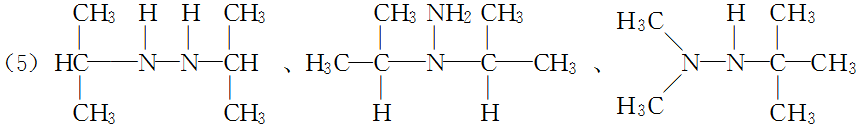 CH₃ H H CH₃ CH₃ NH₂ CH₃ H₃C H CH₃
(5) HC N N CH 、 H₃C C N C CH₃ 、 N N C CH₃
CH₃ CH₃ H H H₃C CH₃